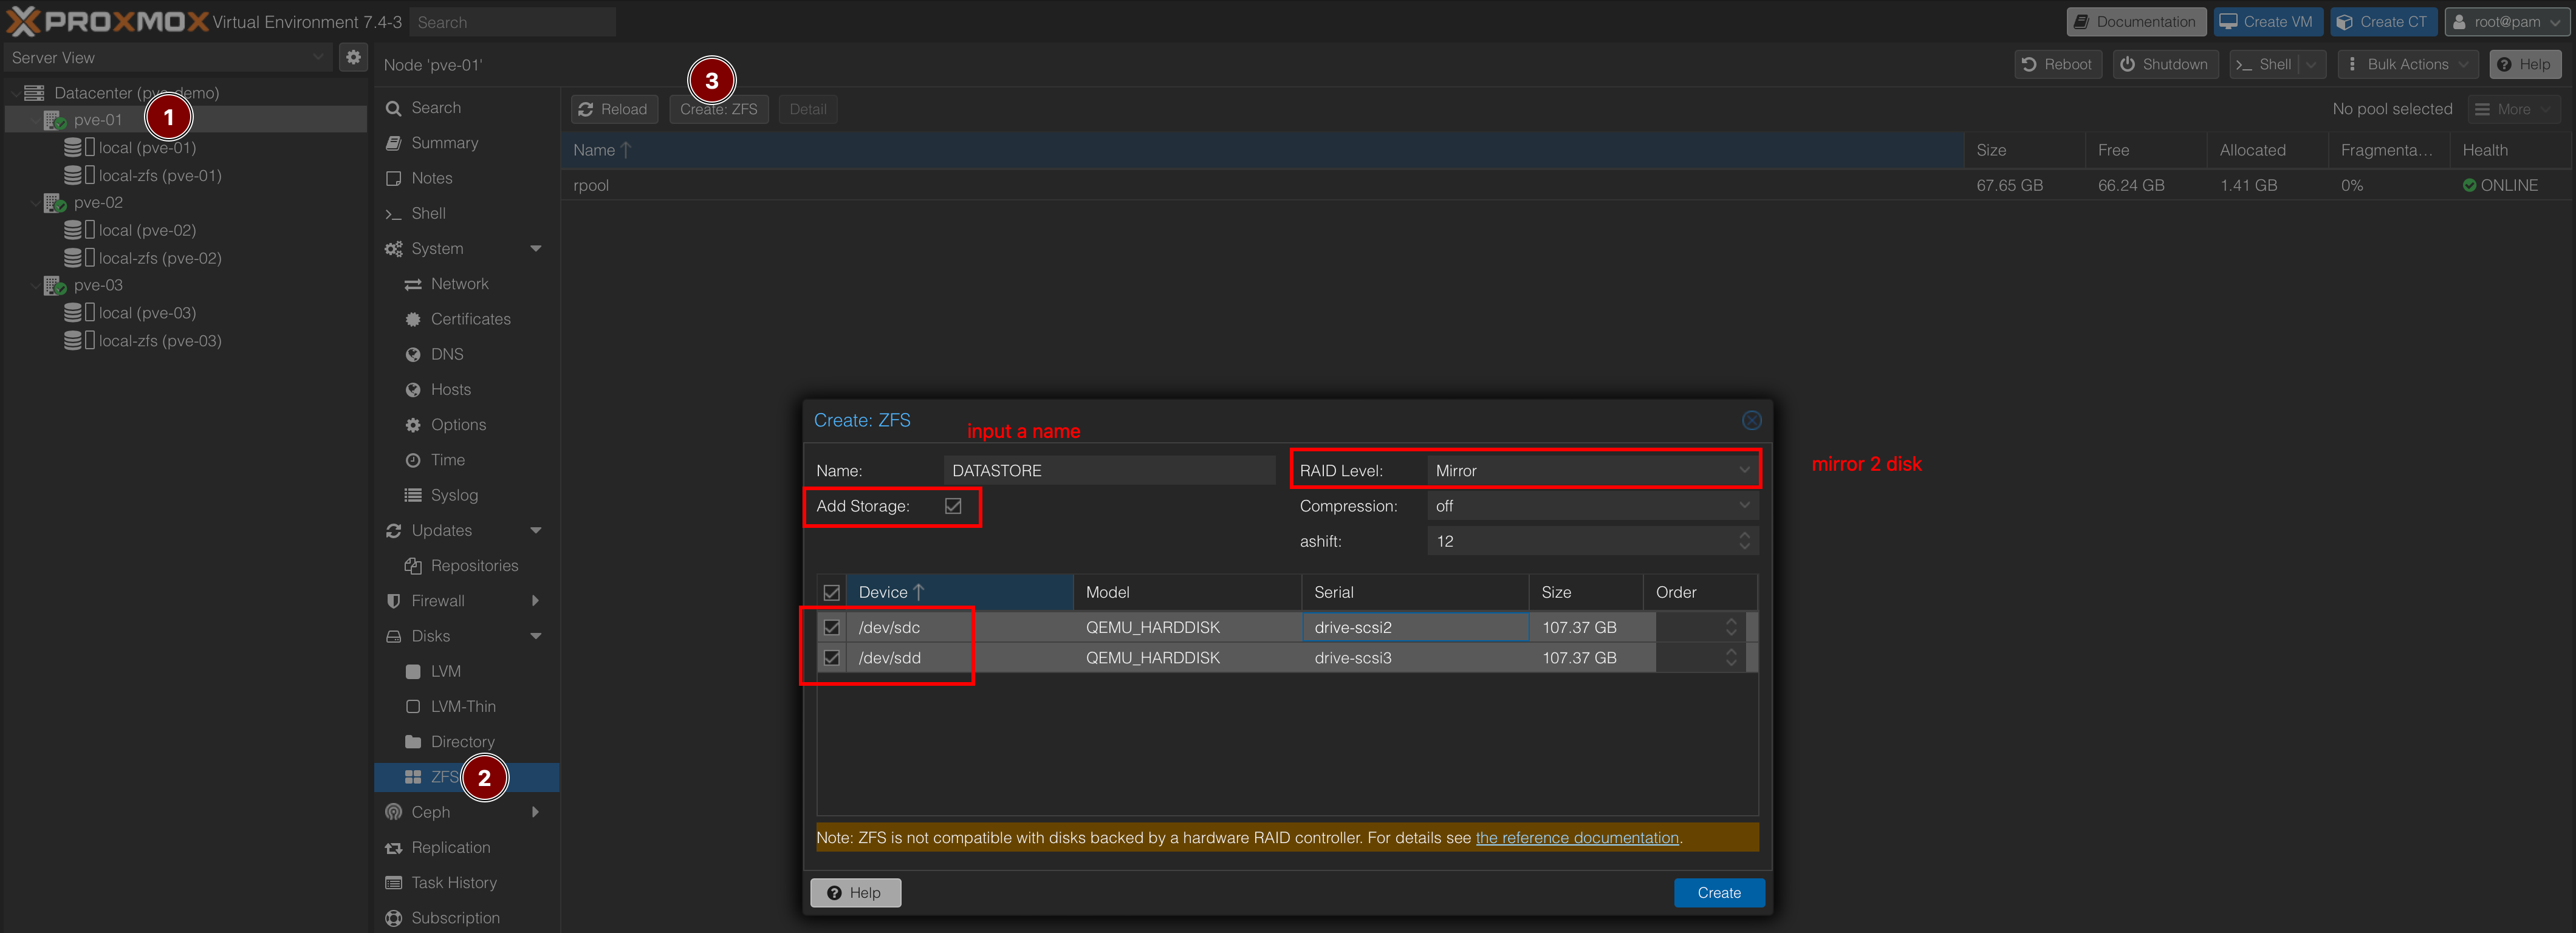 PROXMOX Virtual Environment 7.4-3 Search Documentation Create VM Create CT root@pam
Server View
Node 'pve-01' Reboot Shutdown Shell Bulk Actions Help
3
Datacenter (pve-demo)
pve-01
1
local (pve-01)
local-zfs (pve-01)
pve-02
local (pve-02)
local-zfs (pve-02)
pve-03
local (pve-03)
local-zfs (pve-03)
Search
Summary
Notes
Shell
System
Network
Certificates
DNS
Hosts
Options
Time
Syslog
Updates
Repositories
Firewall
Disks
LVM
LVM-Thin
Directory
ZFS
2
Ceph
Replication
Task History
Subscription
Reload Create: ZFS Detail No pool selected More
Name Size Free Allocated Fragmenta... Health
rpool 67.65 GB 66.24 GB 1.41 GB 0% ONLINE
Create: ZFS
input a name
Name: DATASTORE RAID Level: Mirror
mirror 2 disk
Add Storage: Compression: off
ashift: 12
Device Model Serial Size Order
/dev/sdc QEMU_HARDDISK drive-scsi2 107.37 GB
/dev/sdd QEMU_HARDDISK drive-scsi3 107.37 GB
Note: ZFS is not compatible with disks backed by a hardware RAID controller. For details see the reference documentation.
Help Create